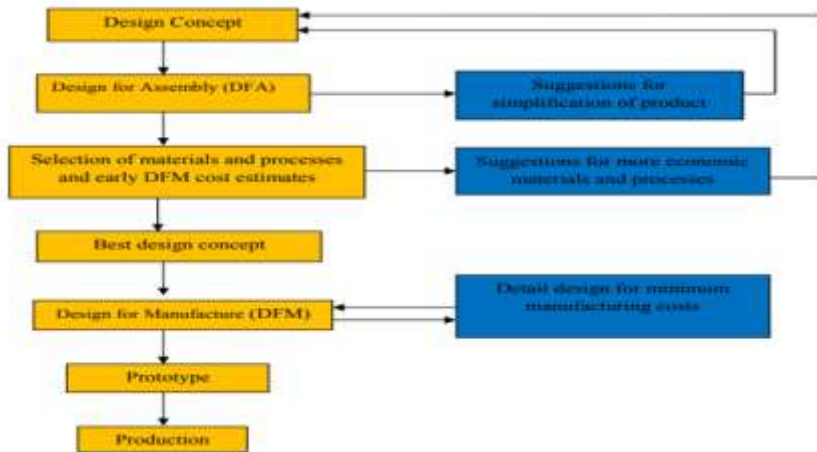 Design Concept
Design for Assembly (DFA)
Suggestions for
simplification of product
Selection of materials and processes
and early DFM cost estimates
Suggestions for more economic
materials and processes
Best design concept
Detail design for minimum
manufacturing costs
Design for Manufacture (DFM)
Prototype
Production